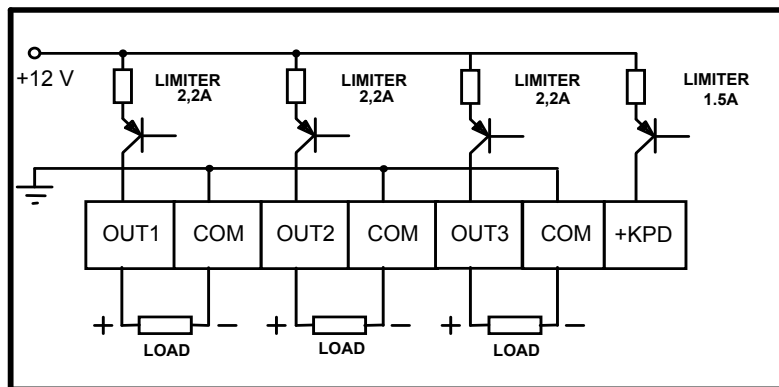 +12 V
LIMITER
2,2A
LIMITER
2,2A
LIMITER
2,2A
LIMITER
1.5A
OUT1
COM
OUT2
COM
OUT3
COM
+KPD
+ −
LOAD
+ −
LOAD
+ −
LOAD